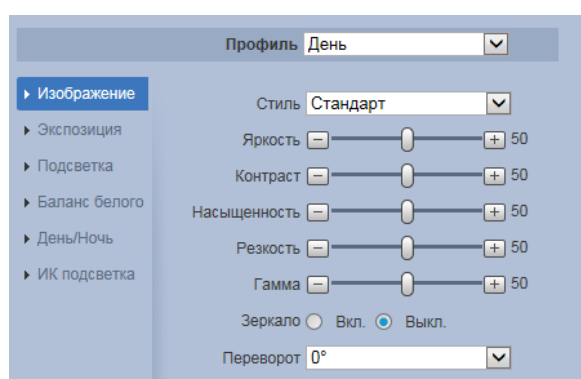 Профиль День
Изображение
Экспозиция
Подсветка
Баланс белого
День/Ночь
ИК подсветка
Стиль Стандарт
Яркость 50
Контраст 50
Насыщенность 50
Резкость 50
Гамма 50
Зеркало Вкл. Выкл.
Переворот 0°